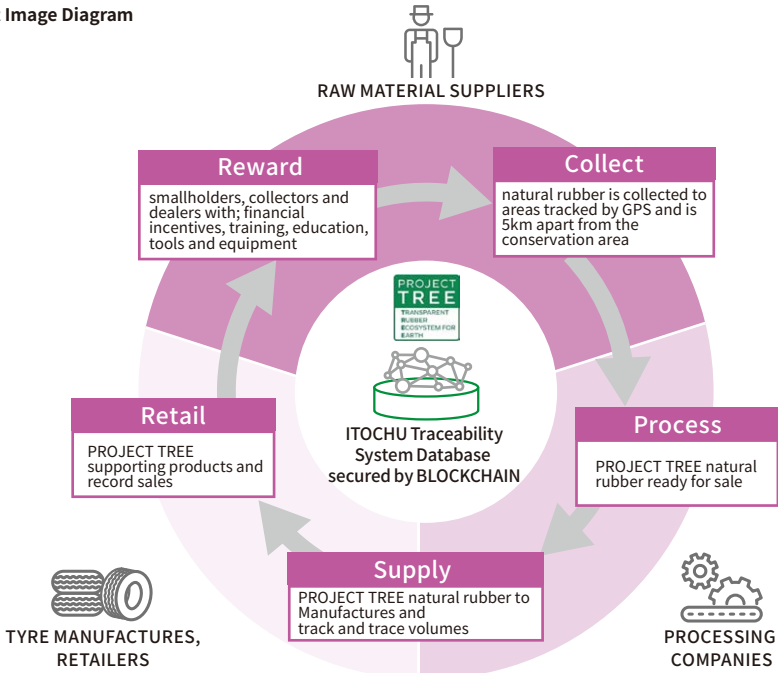 Image Diagram
RAW MATERIAL SUPPLIERS
Reward
smallholders, collectors and
dealers with; financial
incentives, training, education,
tools and equipment
Collect
natural rubber is collected to
areas tracked by GPS and is
5km apart from the
conservation area
PROJECT
TREE
TRANSPARENT
RUBBER
ECOSYSTEM FOR
EARTH
ITOCHU Traceability
System Database
secured by BLOCKCHAIN
Retail
PROJECT TREE
supporting products and
record sales
Process
PROJECT TREE natural
rubber ready for sale
Supply
PROJECT TREE natural rubber to
Manufactures and
track and trace volumes
TYRE MANUFACTURES,
RETAILERS
PROCESSING
COMPANIES